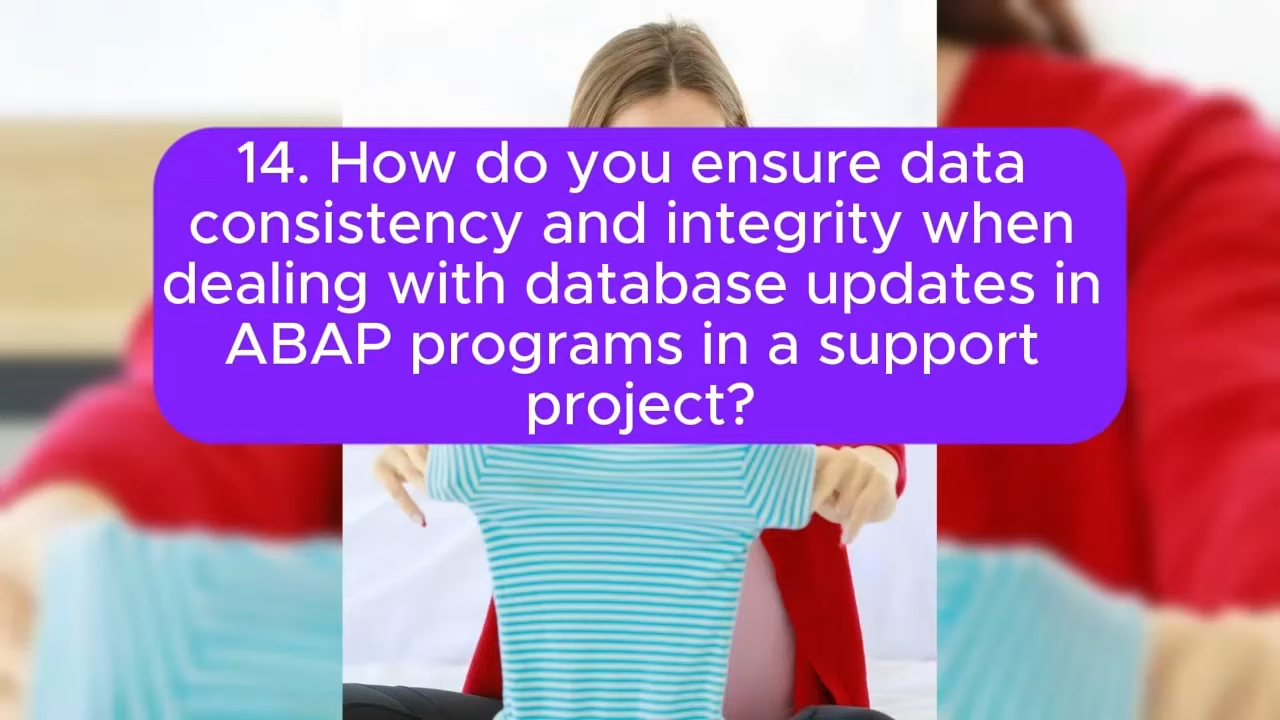 14. How do you ensure data
consistency and integrity when
dealing with database updates in
ABAP programs in a support
project?